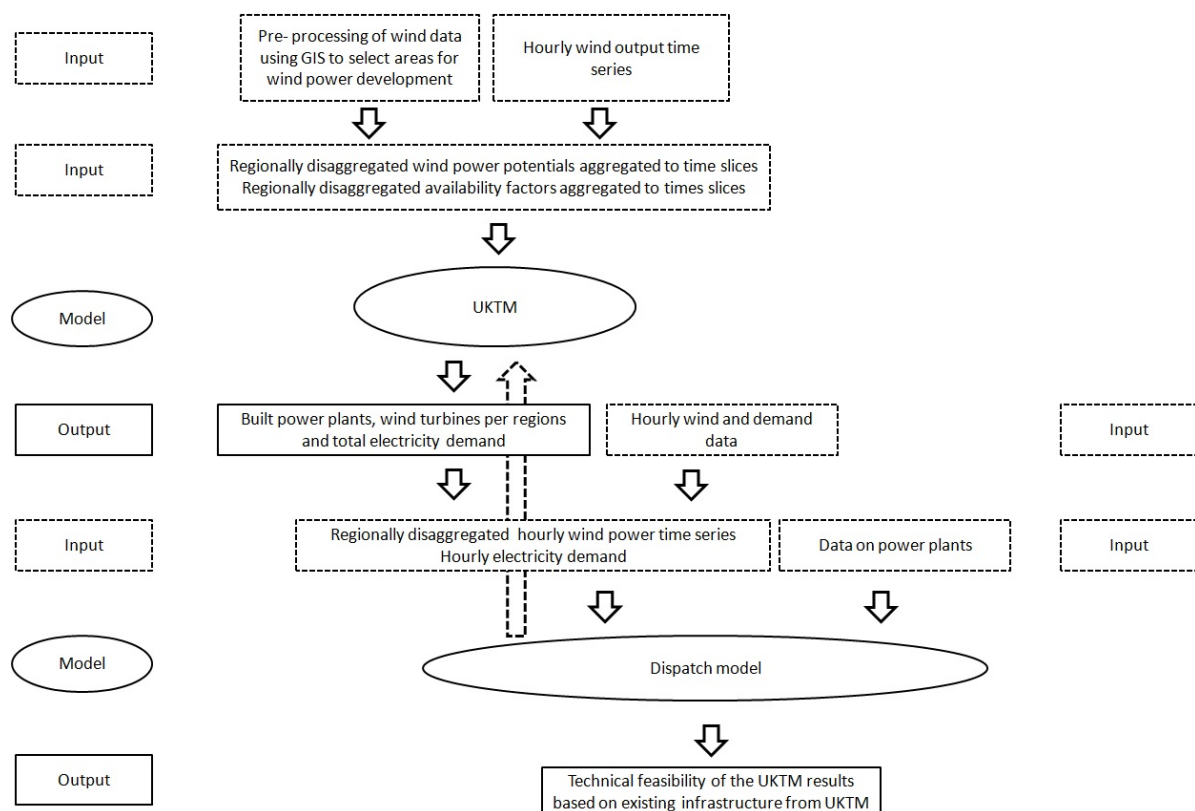 Input
Pre- processing of wind data
using GIS to select areas for
wind power development
Hourly wind output time
series
Input
Regionally disaggregated wind power potentials aggregated to time slices
Regionally disaggregated availability factors aggregated to times slices
Model
UKTM
Output
Built power plants, wind turbines per regions
and total electricity demand
Hourly wind and demand
data
Input
Input
Regionally disaggregated hourly wind power time series
Hourly electricity demand
Data on power plants
Input
Model
Dispatch model
Output
Technical feasibility of the UKTM results
based on existing infrastructure from UKTM